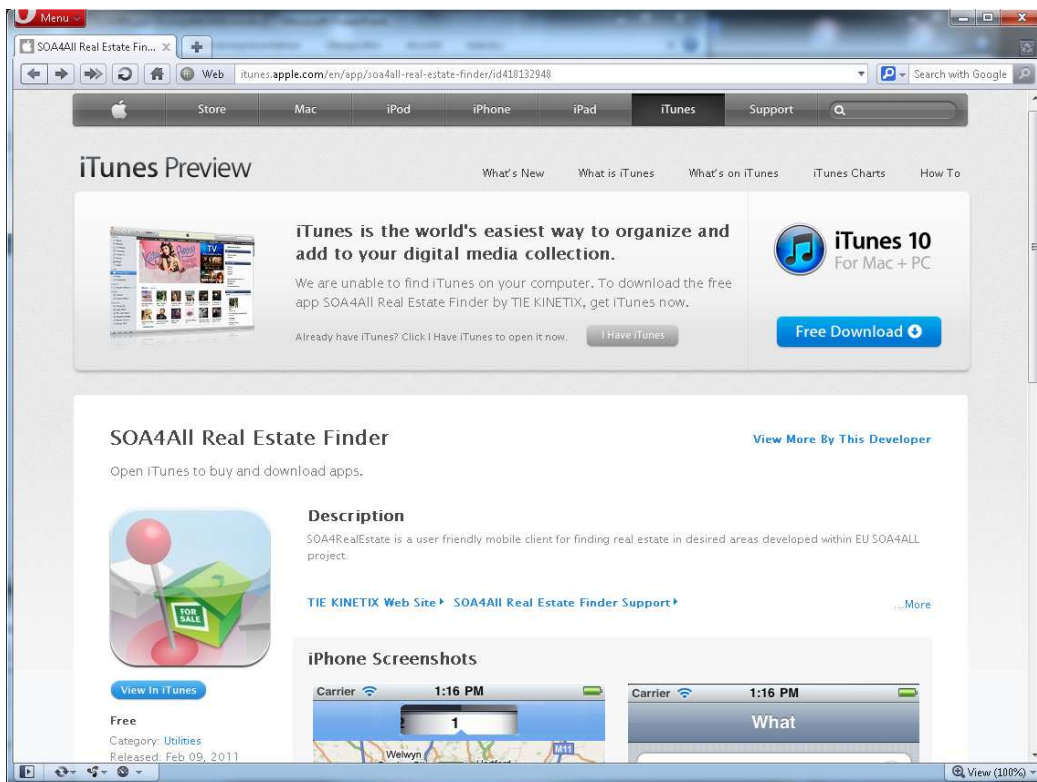 Menu
SOA4All Real Estate Fin...
Web itunes.apple.com/en/app/soa4all-real-estate-finder/id418132948 Search with Google
Store Mac iPod iPhone iPad iTunes Support
iTunes Preview
What's New What is iTunes What's on iTunes iTunes Charts How To
iTunes is the world's easiest way to organize and
add to your digital media collection.
We are unable to find iTunes on your computer. To download the free
app SOA4All Real Estate Finder by TIE KINETIX, get iTunes now.
Already have iTunes? Click I Have iTunes to open it now. I Have iTunes
iTunes 10
For Mac + PC
Free Download
SOA4All Real Estate Finder
View More By This Developer
Open iTunes to buy and download apps.
FOR
SALE
View In iTunes
Free
Category: Utilities
Released: Feb 09, 2011
Description
SOA4RealEstate is a user friendly mobile client for finding real estate in desired areas developed within EU SOA4ALL
project.
TIE KINETIX Web Site SOA4All Real Estate Finder Support ...More
iPhone Screenshots
Carrier 1:16 PM
2 1
Welwyn
M11
Carrier 1:16 PM
What
View (100%)